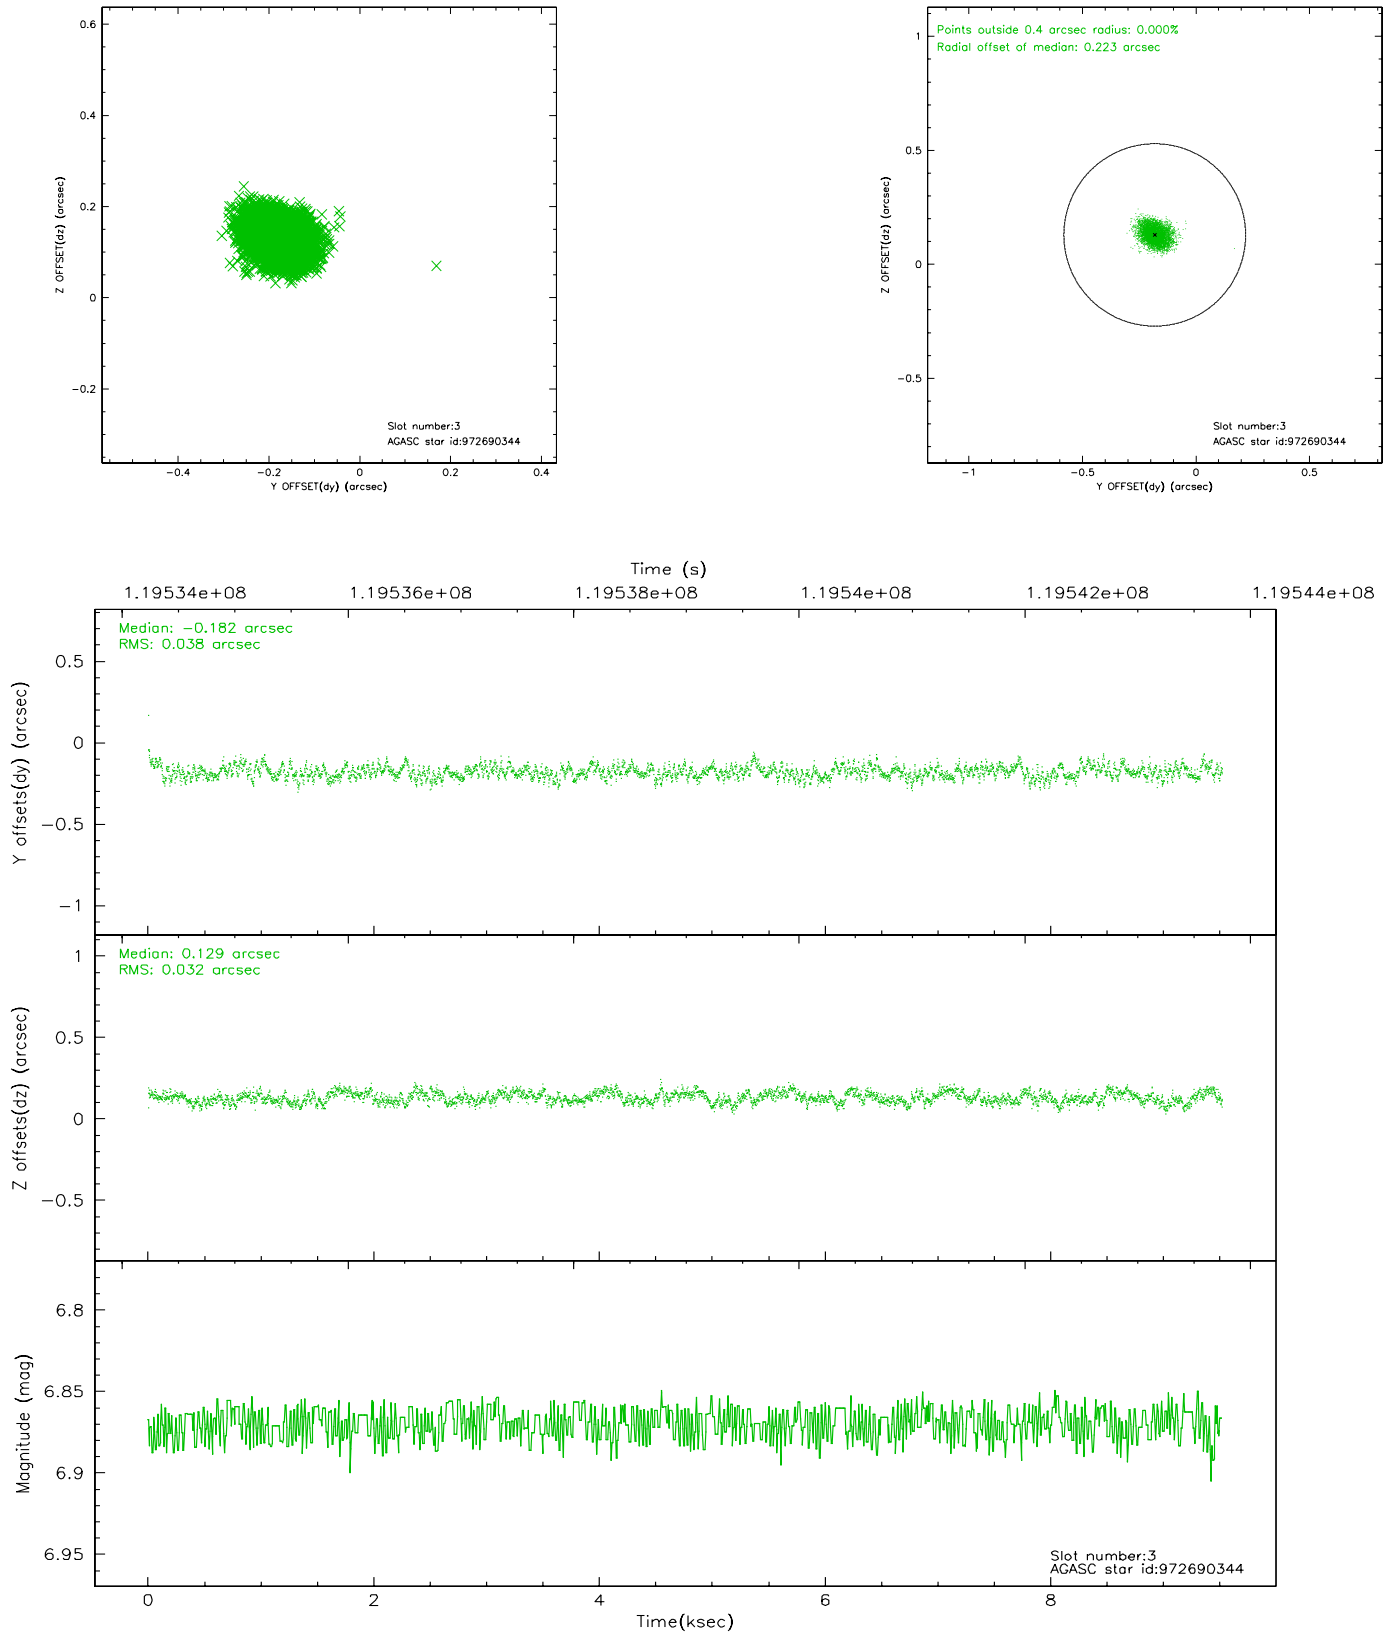 0.6
0.4
0.2
0
−0.2
Z OFFSET(dz) (arcsec)
Slot number:3
AGASC star id:972690344
−0.4 −0.2 0 0.2 0.4
Y OFFSET(dy) (arcsec)
Points outside 0.4 arcsec radius: 0.000%
Radial offset of median: 0.223 arcsec
1
0.5
0
−0.5
Z OFFSET(dz) (arcsec)
Slot number:3
AGASC star id:972690344
−1 −0.5 0 0.5
Y OFFSET(dy) (arcsec)
Time (s)
1.19534e+08 1.19536e+08 1.19538e+08 1.1954e+08 1.19542e+08 1.19544e+08
Median: −0.182 arcsec
RMS: 0.038 arcsec
0.5
0
−0.5
−1
Y offsets(dy) (arcsec)
Median: 0.129 arcsec
RMS: 0.032 arcsec
1
0.5
0
−0.5
Z offsets(dz) (arcsec)
6.8
6.85
6.9
6.95
Magnitude (mag)
Slot number:3
AGASC star id:972690344
0 2 4 6 8
Time(ksec)